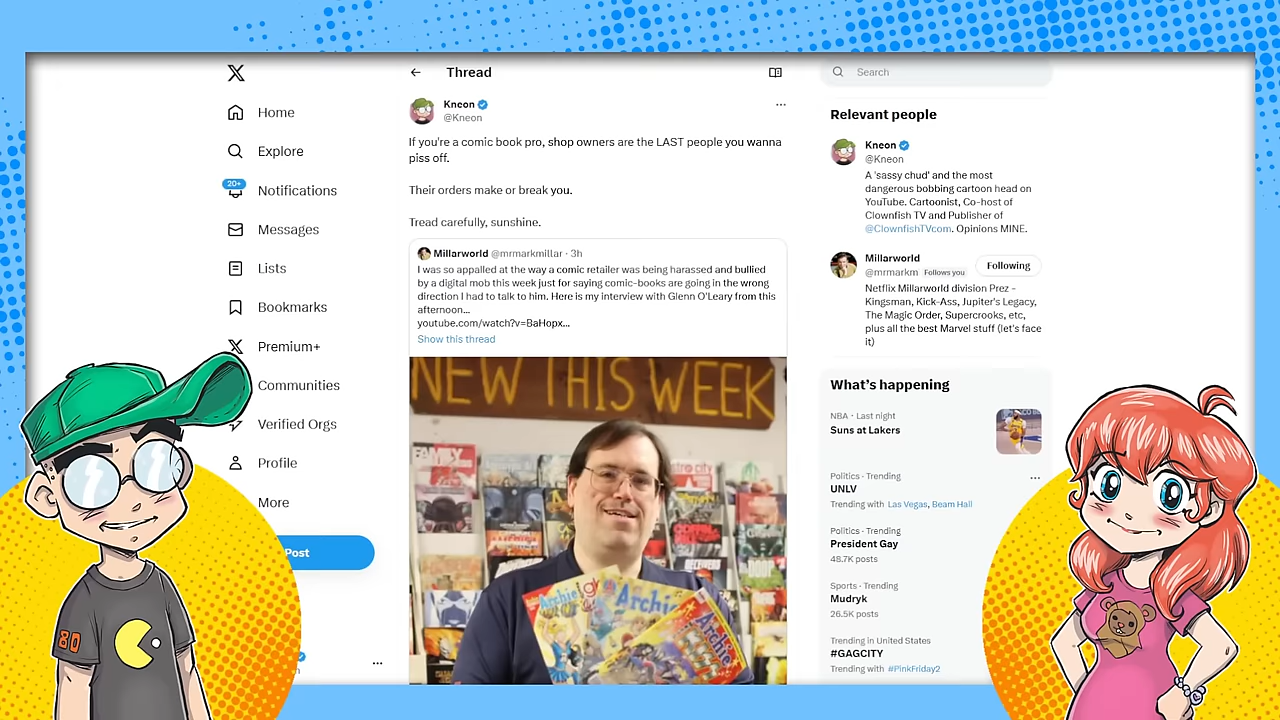 Home
Explore
20+
Notifications
Messages
Lists
Bookmarks
Premium+
Communities
Verified Orgs
Profile
More
Post
80
Thread
Kneon
@Kneon
If you're a comic book pro, shop owners are the LAST people you wanna
piss off.
Their orders make or break you.
Tread carefully, sunshine.
Millarworld @mrmarkmillar · 3h
I was so appalled at the way a comic retailer was being harassed and bullied
by a digital mob this week just for saying comic-books are going in the wrong
direction I had to talk to him. Here is my interview with Glenn O'Leary from this
afternoon...
youtube.com/watch?v=BaHopx...
Show this thread
NEW THIS WEEK
FAMILY
astro city
Archie
Archie
Archie
Search
Relevant people
Kneon
@Kneon
A 'sassy chud' and the most
dangerous bobbing cartoon head on
YouTube. Cartoonist, Co-host of
Clownfish TV and Publisher of
@ClownfishTVcom. Opinions MINE.
Millarworld
@mrmarkm Follows you
Following
Netflix Millarworld division Prez -
Kingsman, Kick-Ass, Jupiter's Legacy,
The Magic Order, Supercrooks, etc,
plus all the best Marvel stuff (let's face
it)
What's happening
NBA · Last night
Suns at Lakers
Politics · Trending
UNLV
Trending with Las Vegas, Beam Hall
Politics · Trending
President Gay
48.7K posts
Sports · Trending
Mudryk
26.5K posts
Trending in United States
#GAGCITY
Trending with #PinkFriday2